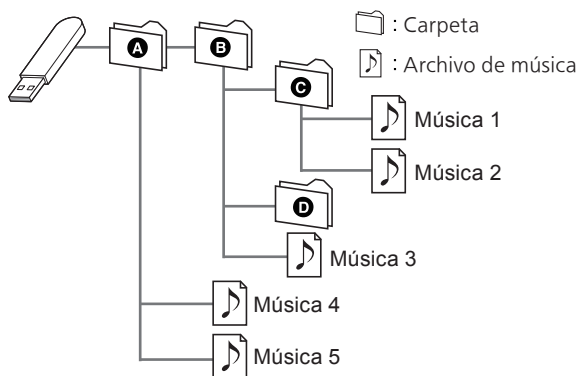 A
B
: Carpeta
: Archivo de música
C
Música 1
Música 2
D
Música 3
Música 4
Música 5